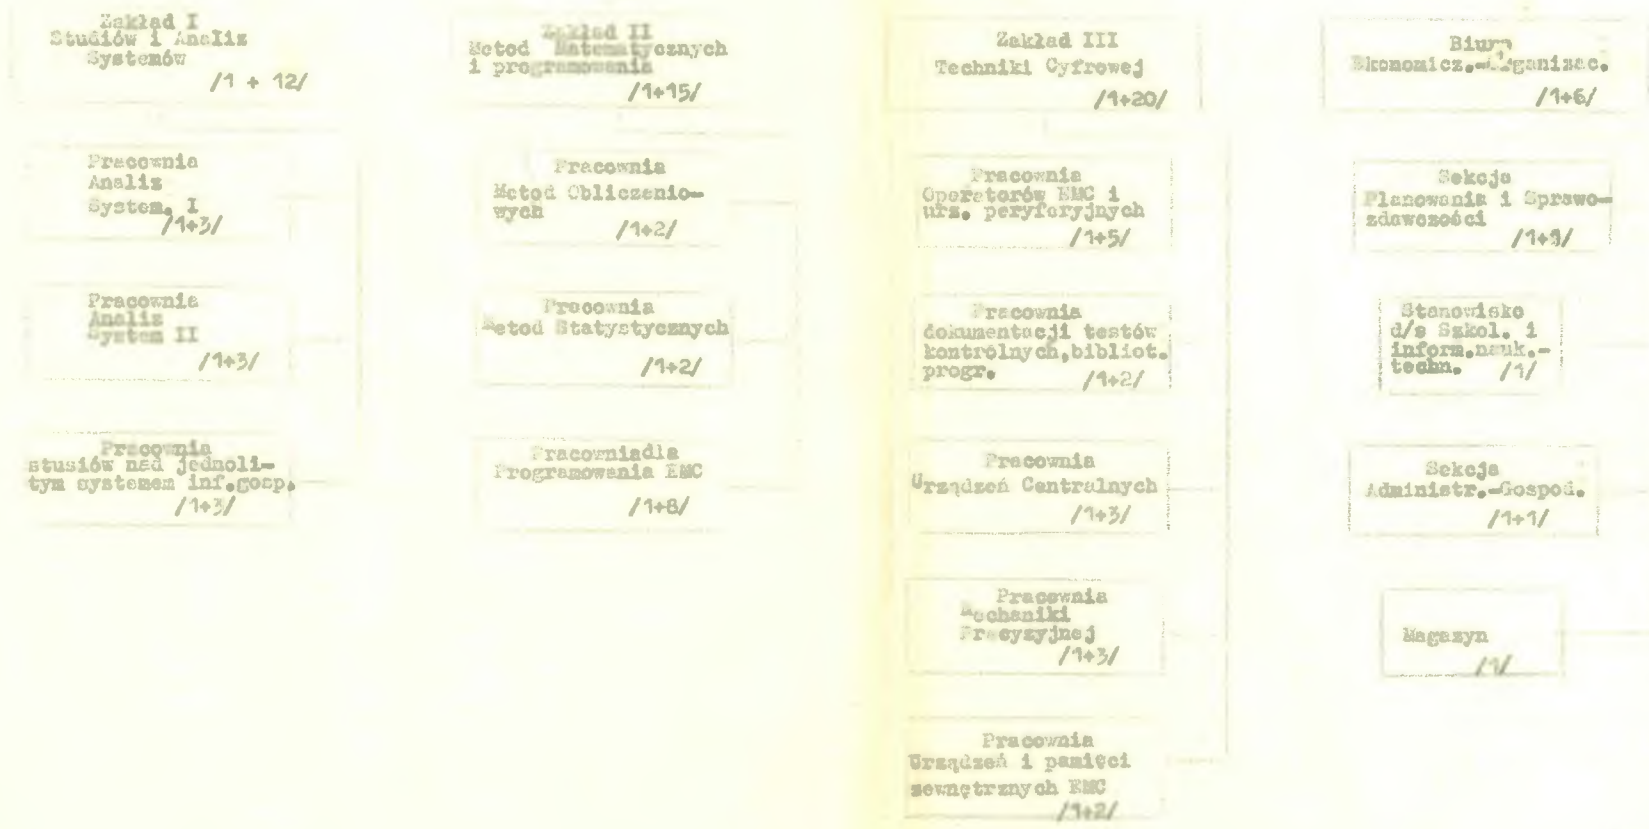 Zakład I
Studiów i Analiz
Systemów
/1 + 12/
Pracownia
Analiz
System. I
/1+3/
Pracownia
Analiz
System II
/1+3/
Pracownia
stusiów nad jednoli-
tym systemem inf.gosp.
/1+3/
Zakład II
Metod Matematycznych
i programowania
/1+15/
Pracownia
Metod Obliczenio-
wych
/1+2/
Pracownia
Metod Statystycznych
/1+2/
Pracowniadla
Programowania EMC
/1+8/
Zakład III
Techniki Cyfrowej
/1+20/
Pracownia
Operatorów EMC i
urz. peryferyjnych
/1+5/
Pracownia
dokumentacji testów
kontrolnych,bibliot.
progr. /1+2/
Pracownia
Urządzeń Centralnych
/1+3/
Pracownia
Mechaniki
Precyzyjnej
/1+3/
Pracownia
Urządzeń i pamięci
zewnętrznych EMC
/1+2/
Biuro
Ekonomicz.-Organizac.
/1+6/
Sekcja
Planowania i Sprawo-
zdawczości
Stanowisko
d/s Szkol. i
inform.nauk.-
techn. /1/
Sekcja
Administr.-Gospod.
/1+1/
Magazyn
/1/